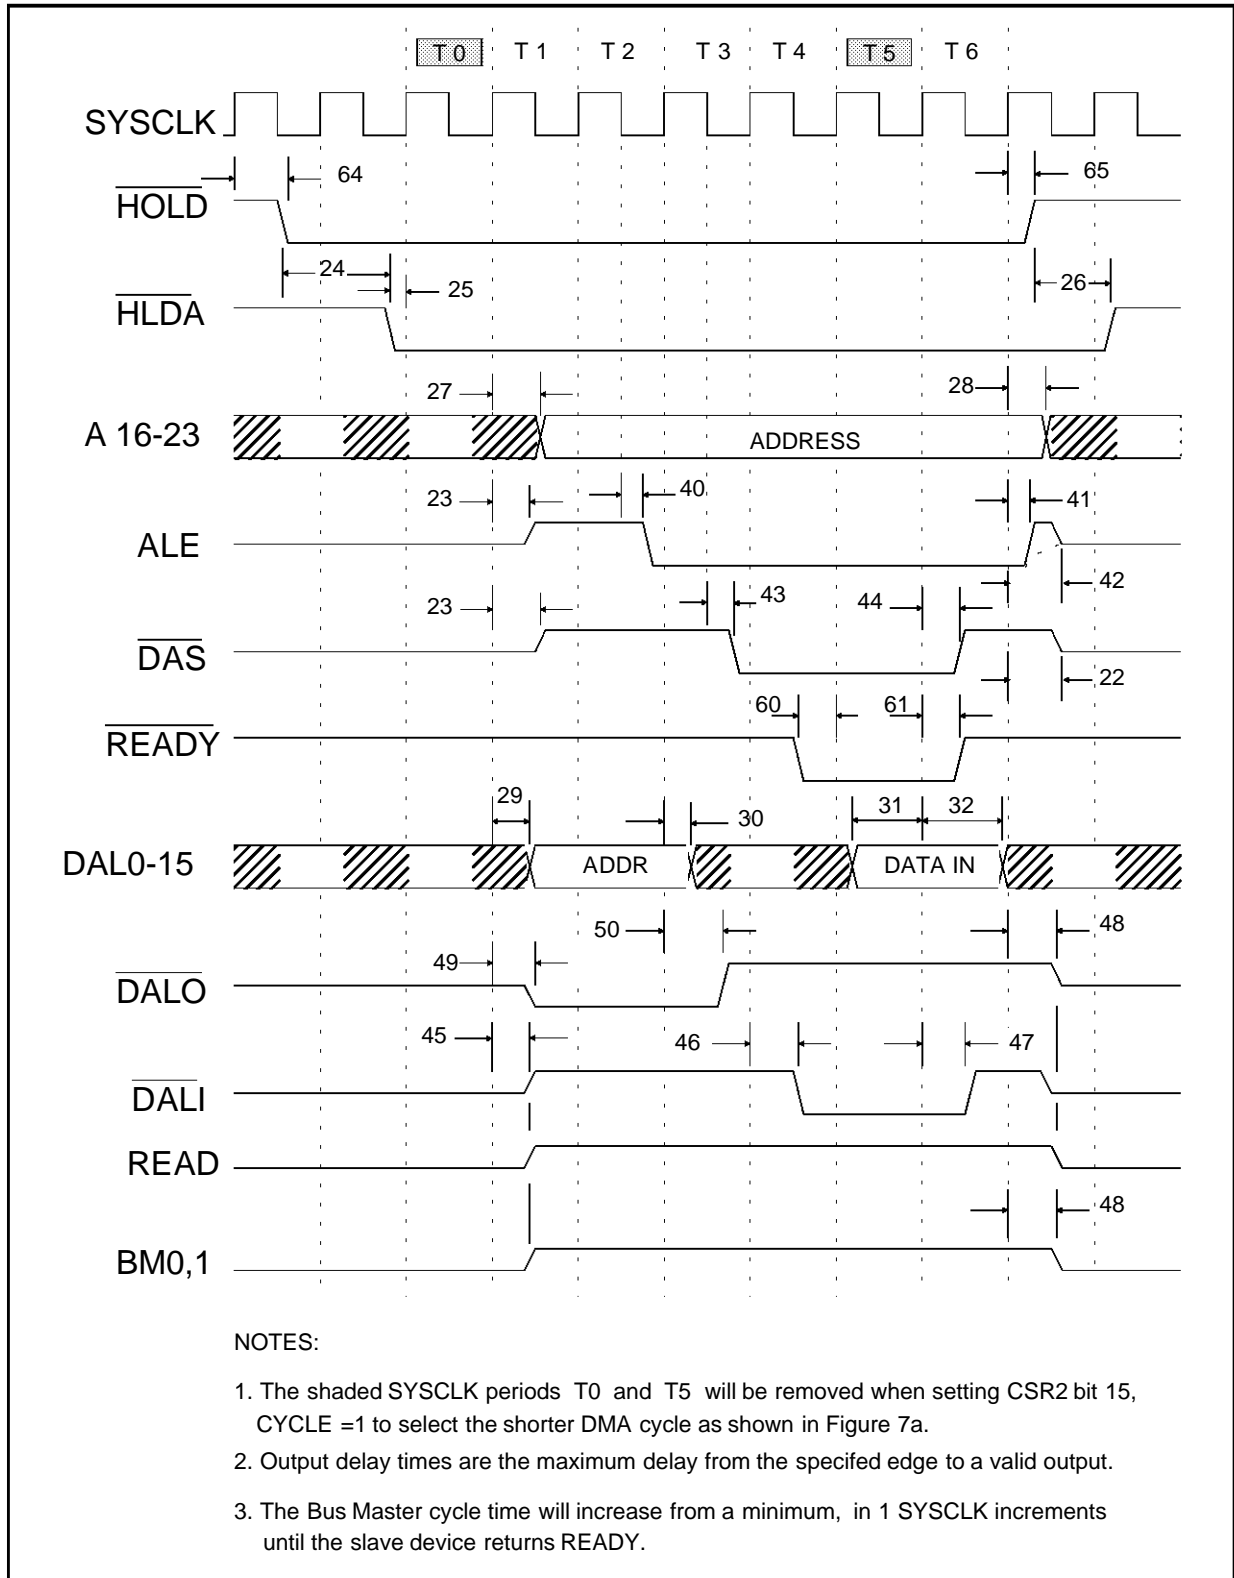 T 0 T 1 T 2 T 3 T 4 T 5 T 6
SYSCLK
64 65
HOLD
24 25 26
HLDA
27 28
A 16-23 ADDRESS
23 40 41
ALE
42
23 43 44
DAS
22
60 61
READY
29 30 31 32
DAL0-15 ADDR DATA IN
50 48
49
DALO
45 46 47
DALI
READ
48
BM0,1
NOTES:
1. The shaded SYSCLK periods T0 and T5 will be removed when setting CSR2 bit 15,
CYCLE =1 to select the shorter DMA cycle as shown in Figure 7a.
2. Output delay times are the maximum delay from the specifed edge to a valid output.
3. The Bus Master cycle time will increase from a minimum, in 1 SYSCLK increments
until the slave device returns READY.